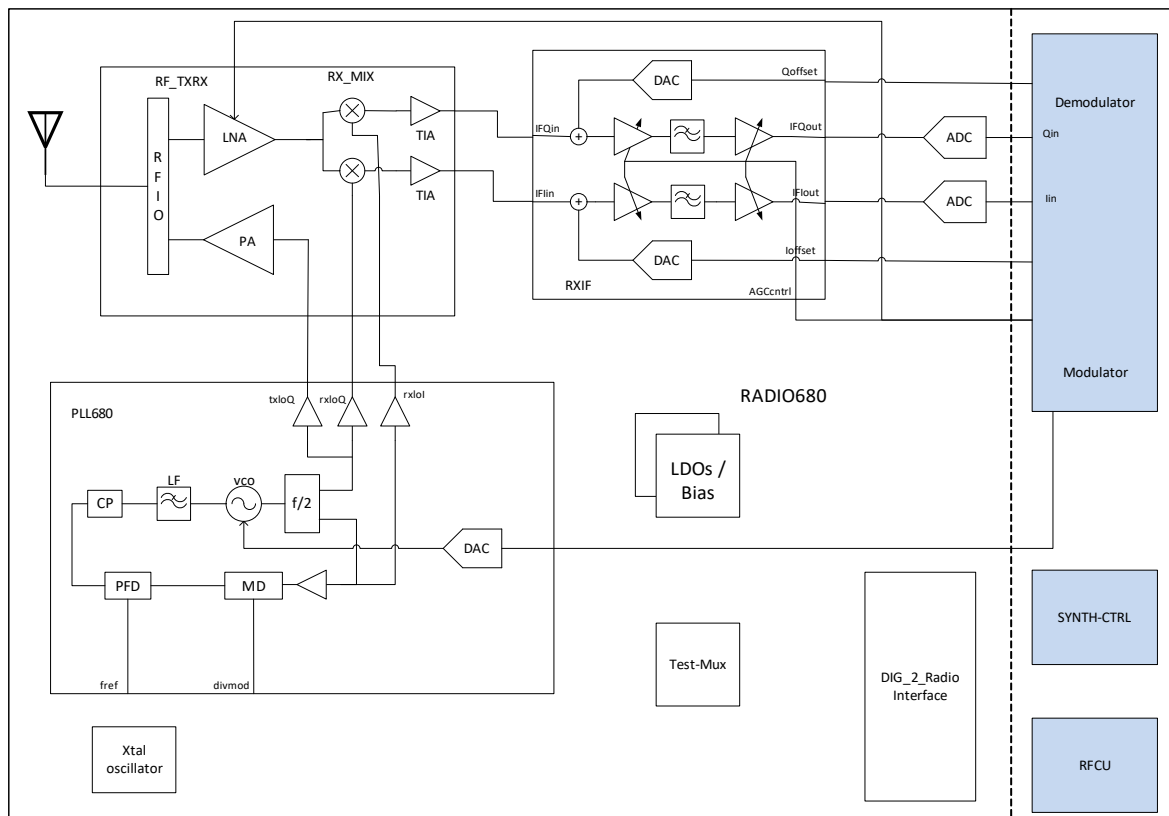 RF_TXRX
RX_MIX
RFIO
LNA
TIA
TIA
PA
DAC
Qoffset
IFQin
+
IFQout
ADC
IFIin
+
IFIout
ADC
DAC
Ioffset
RXIF
AGCcntrl
Demodulator
Qin
Iin
Modulator
PLL680
txloQ
rxloQ
rxloI
RADIO680
LDOs /
Bias
CP
LF
vco
f/2
DAC
PFD
MD
fref
divmod
Test-Mux
DIG_2_Radio
Interface
SYNTH-CTRL
RFCU
Xtal
oscillator